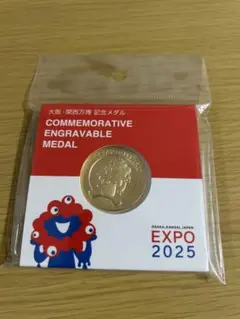 大阪・関西万博 記念メダル
COMMEMORATIVE
ENGRAVABLE
MEDAL
OSAKA, KANSAI, JAPAN
EXPO
2025